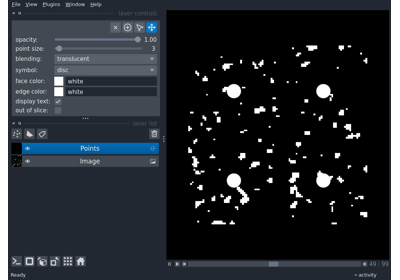 File View Plugins Window Help
layer controls
opacity: 1.00
point size: 3
blending: translucent
symbol: disc
face color: white
edge color: white
display text:
out of slice:
layer list
Points
Image
Ready
49 99
activity